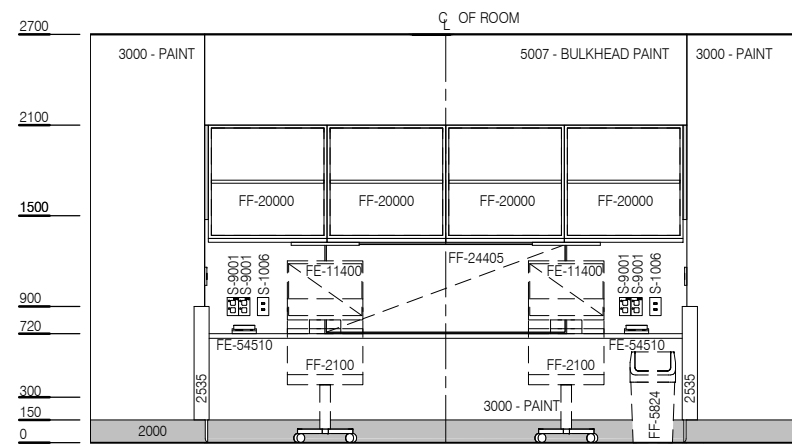 ℄ OF ROOM
2700
3000 - PAINT
5007 - BULKHEAD PAINT
3000 - PAINT
2100
FF-20000
FF-20000
FF-20000
FF-20000
1500
S-9001
S-9001
S-1006
FE-11400
FF-24405
FE-11400
S-9001
S-9001
S-1006
900
720
FE-54510
FE-54510
FF-2100
FF-2100
2535
300
3000 - PAINT
FF-5824
2535
150
2000
0